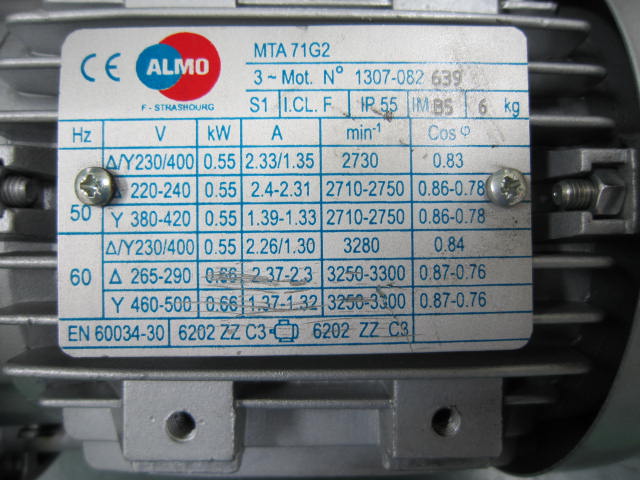 MTA 71G2
CE ALMO 3 ~ Mot. N° 1307-082 639
F - STRASBOURG S1 I.CL. F IP 55 IM B5 6 kg
Hz V kW A min-1 Cos φ
Δ/Y230/400 0.55 2.33/1.35 2730 0.83
50 Δ 220-240 0.55 2.4-2.31 2710-2750 0.86-0.78
Y 380-420 0.55 1.39-1.33 2710-2750 0.86-0.78
Δ/Y230/400 0.55 2.26/1.30 3280 0.84
60 Δ 265-290 0.66 2.37-2.3 3250-3300 0.87-0.76
Y 460-500 0.66 1.37-1.32 3250-3300 0.87-0.76
EN 60034-30 6202 ZZ C3 6202 ZZ C3